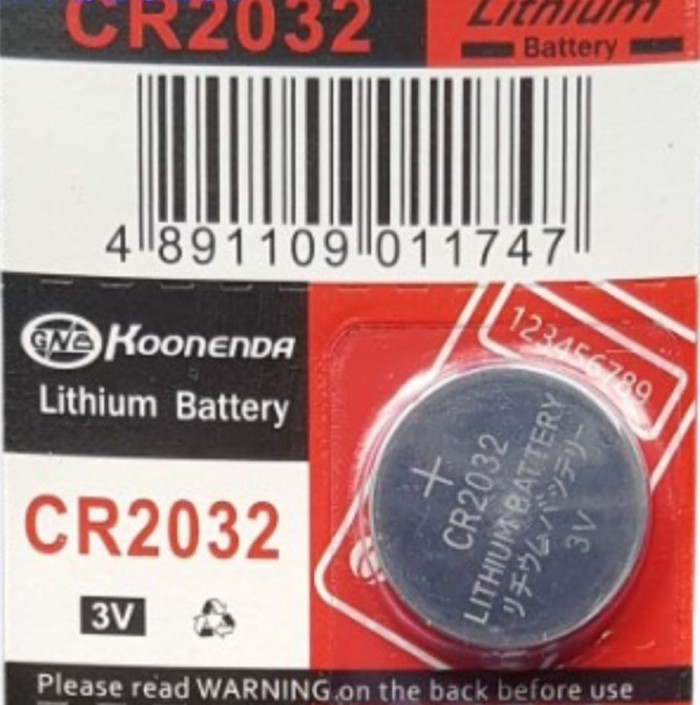 CR2032
Lithium
Battery
4 891109 011747
GNE KOONENDA
Lithium Battery
CR2032
3V
123456789
+
CR2032
LITHIUM BATTERY
リチウムバッテリー
3V
Please read WARNING on the back before use